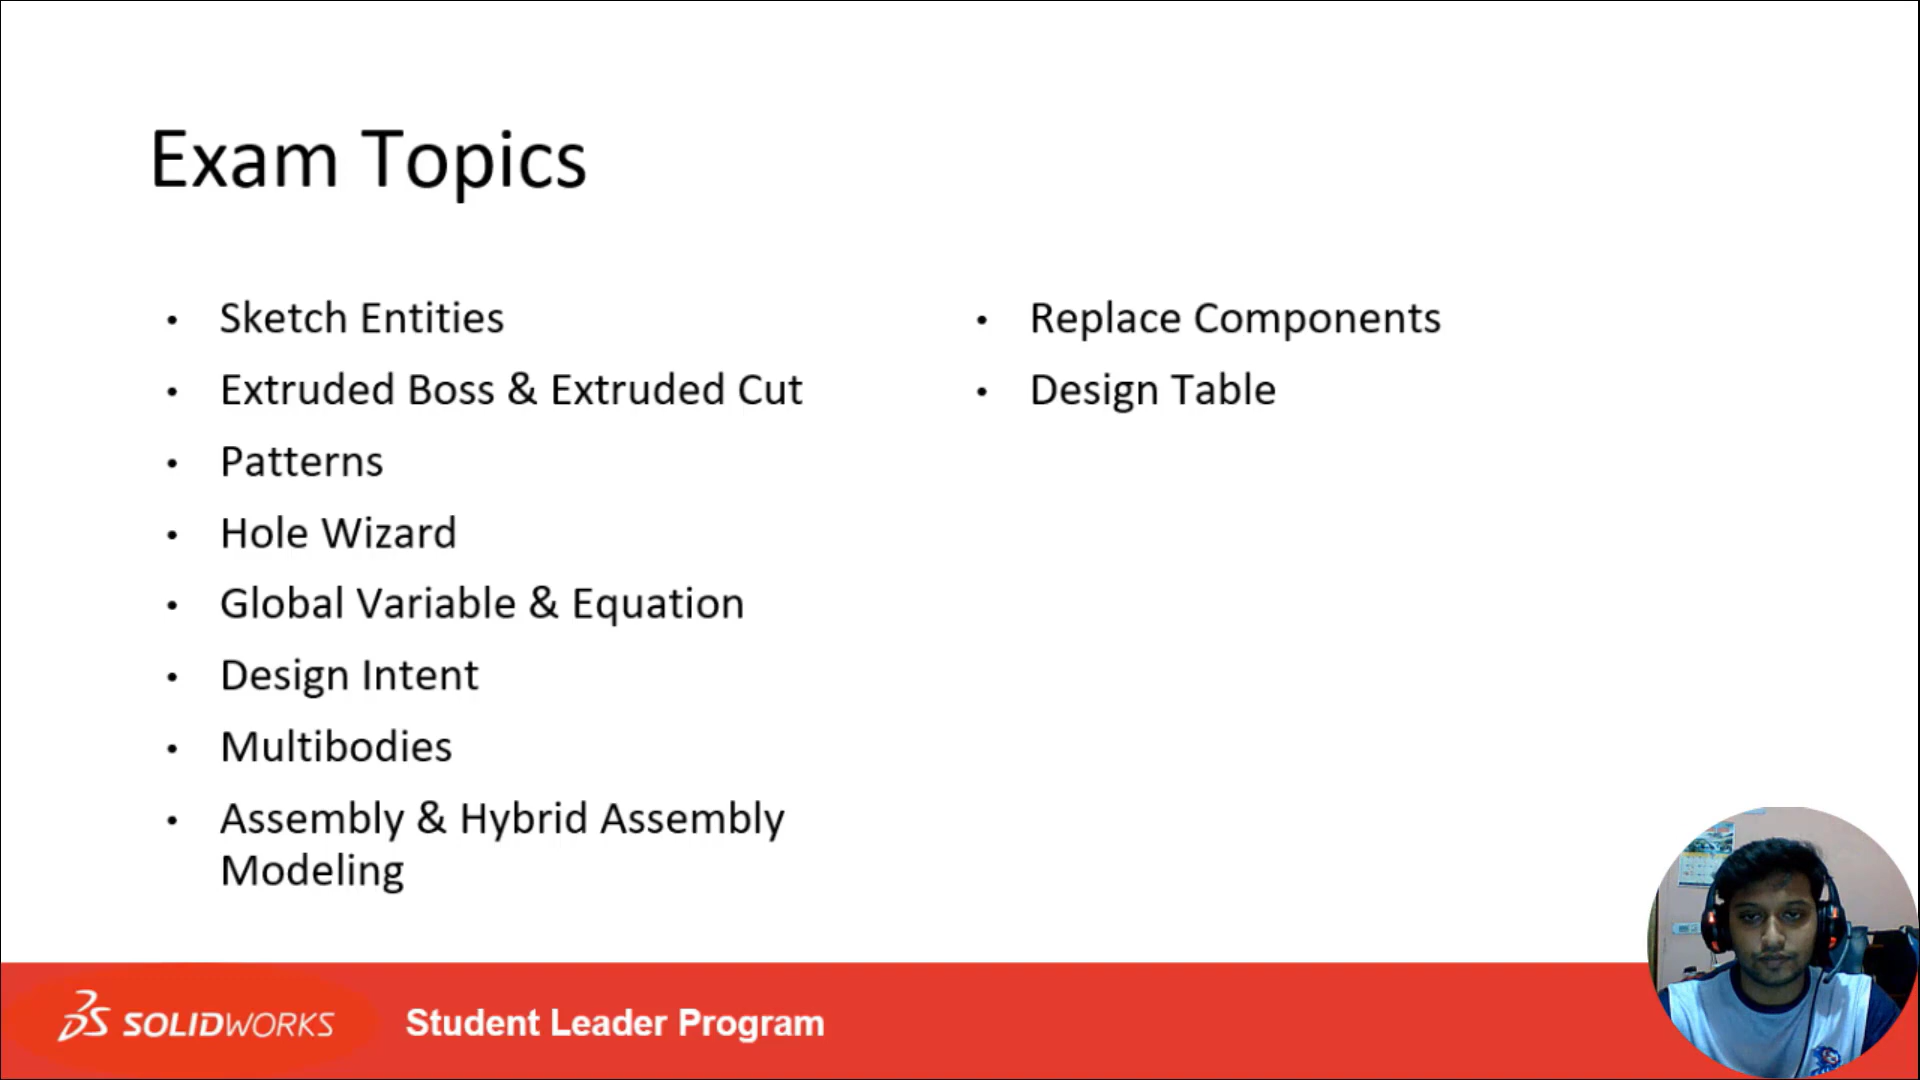 Exam Topics
• Sketch Entities
• Extruded Boss & Extruded Cut
• Patterns
• Hole Wizard
• Global Variable & Equation
• Design Intent
• Multibodies
• Assembly & Hybrid Assembly
Modeling
• Replace Components
• Design Table
SOLIDWORKS
Student Leader Program